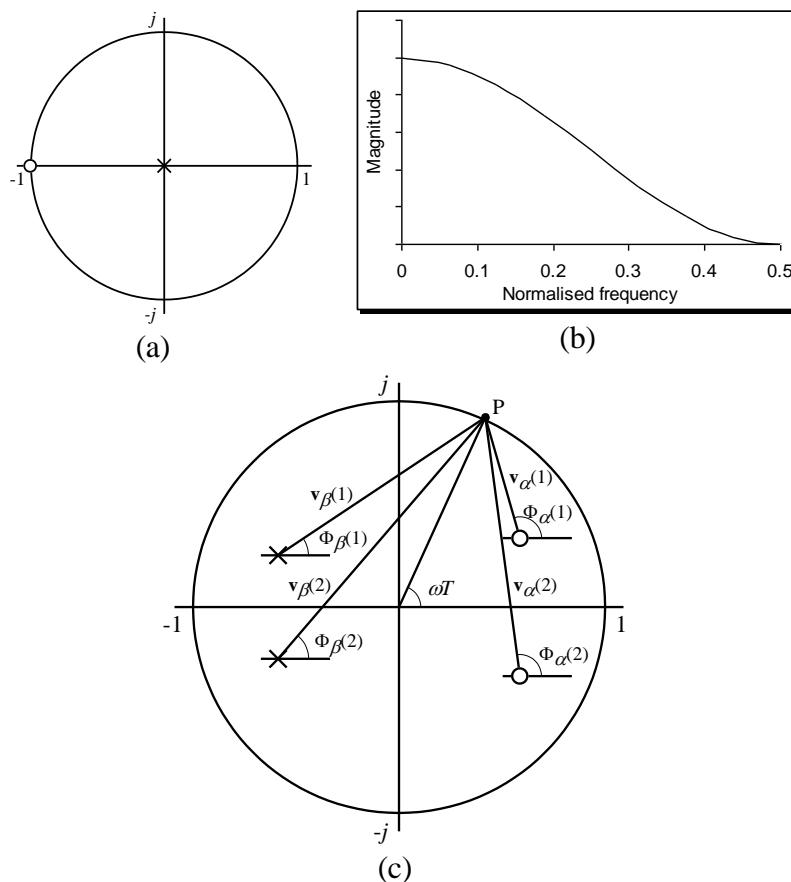 j
-1
1
-j
(a)
Magnitude
0
0.1
0.2
0.3
0.4
0.5
Normalised frequency
(b)
j
P
vα(1)
vβ(1)
Φα(1)
Φβ(1)
vβ(2)
ωT
vα(2)
-1
1
Φβ(2)
Φα(2)
-j
(c)